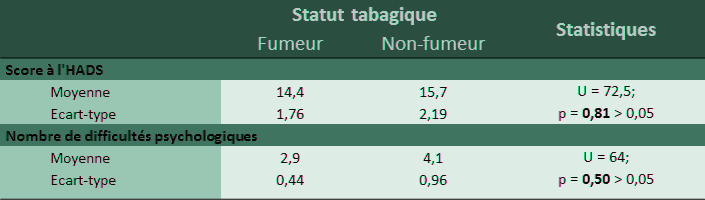 Statut tabagique
Statistiques
Fumeur Non-fumeur
Score à l'HADS
Moyenne 14,4 15,7 U = 72,5;
Ecart-type 1,76 2,19 p = 0,81 > 0,05
Nombre de difficultés psychologiques
Moyenne 2,9 4,1 U = 64;
Ecart-type 0,44 0,96 p = 0,50 > 0,05